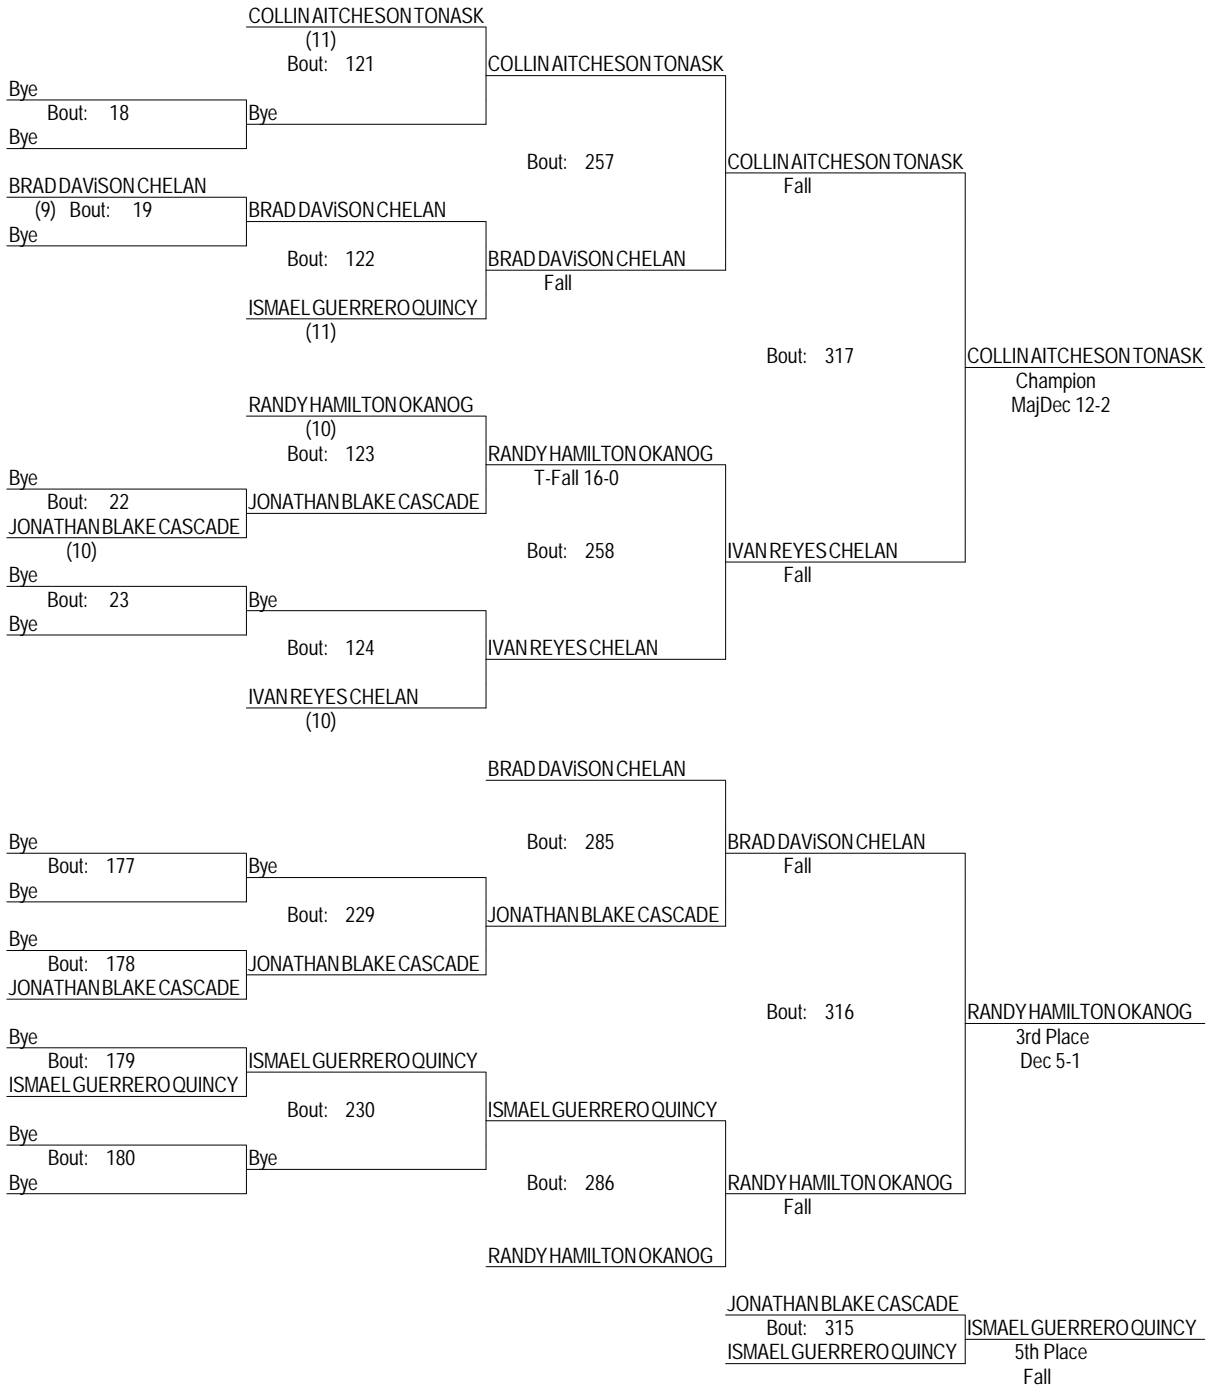 COLLIN AITCHESON TONASK
(11)
Bout: 121
COLLIN AITCHESON TONASK
Bye
Bout: 18
Bye
Bye
Bout: 257
COLLIN AITCHESON TONASK
Fall
BRAD DAViSON CHELAN
(9) Bout: 19
BRAD DAViSON CHELAN
Bye
Bout: 122
BRAD DAViSON CHELAN
Fall
ISMAEL GUERRERO QUINCY
(11)
Bout: 317
COLLIN AITCHESON TONASK
Champion
MajDec 12-2
RANDY HAMILTON OKANOG
(10)
Bout: 123
RANDY HAMILTON OKANOG
T-Fall 16-0
Bye
Bout: 22
JONATHAN BLAKE CASCADE
JONATHAN BLAKE CASCADE
(10)
Bout: 258
IVAN REYES CHELAN
Fall
Bye
Bout: 23
Bye
Bye
Bout: 124
IVAN REYES CHELAN
IVAN REYES CHELAN
(10)
BRAD DAViSON CHELAN
Bout: 285
BRAD DAViSON CHELAN
Fall
Bye
Bout: 177
Bye
Bye
Bout: 229
JONATHAN BLAKE CASCADE
Bye
Bout: 178
JONATHAN BLAKE CASCADE
JONATHAN BLAKE CASCADE
Bout: 316
RANDY HAMILTON OKANOG
3rd Place
Dec 5-1
Bye
Bout: 179
ISMAEL GUERRERO QUINCY
ISMAEL GUERRERO QUINCY
Bout: 230
ISMAEL GUERRERO QUINCY
Bye
Bout: 180
Bye
Bye
Bout: 286
RANDY HAMILTON OKANOG
Fall
RANDY HAMILTON OKANOG
JONATHAN BLAKE CASCADE
Bout: 315
ISMAEL GUERRERO QUINCY
ISMAEL GUERRERO QUINCY
5th Place
Fall